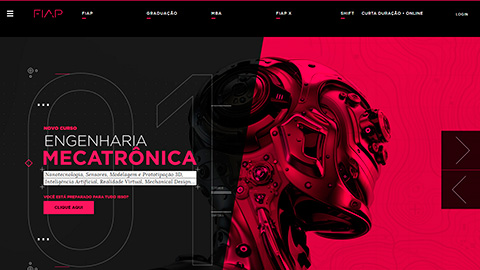 FIAP
FIAP
GRADUAÇÃO
MBA
FIAP X
SHIFT
CURTA DURAÇÃO + ONLINE
LOGIN
01
NOVO CURSO
ENGENHARIA
MECATRÔNICA
Nanotecnologia, Sensores, Modelagem e Prototipação 3D,
Inteligência Artificial, Realidade Virtual, Mechanical Design...
VOCÊ ESTÁ PREPARADO PARA TUDO ISSO?
CLIQUE AQUI